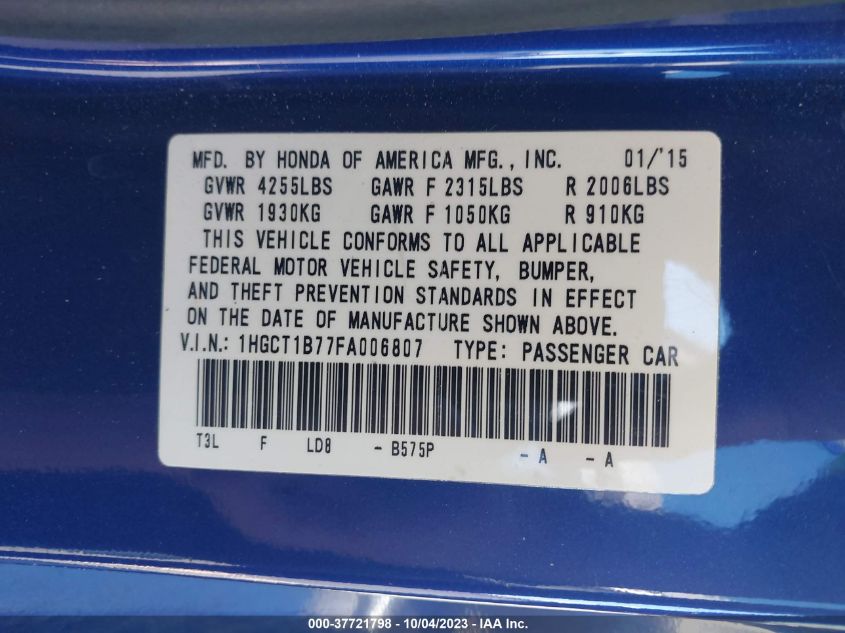 MFD. BY HONDA OF AMERICA MFG., INC. 01/'15
GVWR 4255LBS GAWR F 2315LBS R 2006LBS
GVWR 1930KG GAWR F 1050KG R 910KG
THIS VEHICLE CONFORMS TO ALL APPLICABLE
FEDERAL MOTOR VEHICLE SAFETY, BUMPER,
AND THEFT PREVENTION STANDARDS IN EFFECT
ON THE DATE OF MANUFACTURE SHOWN ABOVE.
V.I.N.: 1HGCT1B77FA006807 TYPE: PASSENGER CAR
T3L F LD8 - B575P - A - A
000-37721798 - 10/04/2023 - IAA Inc.